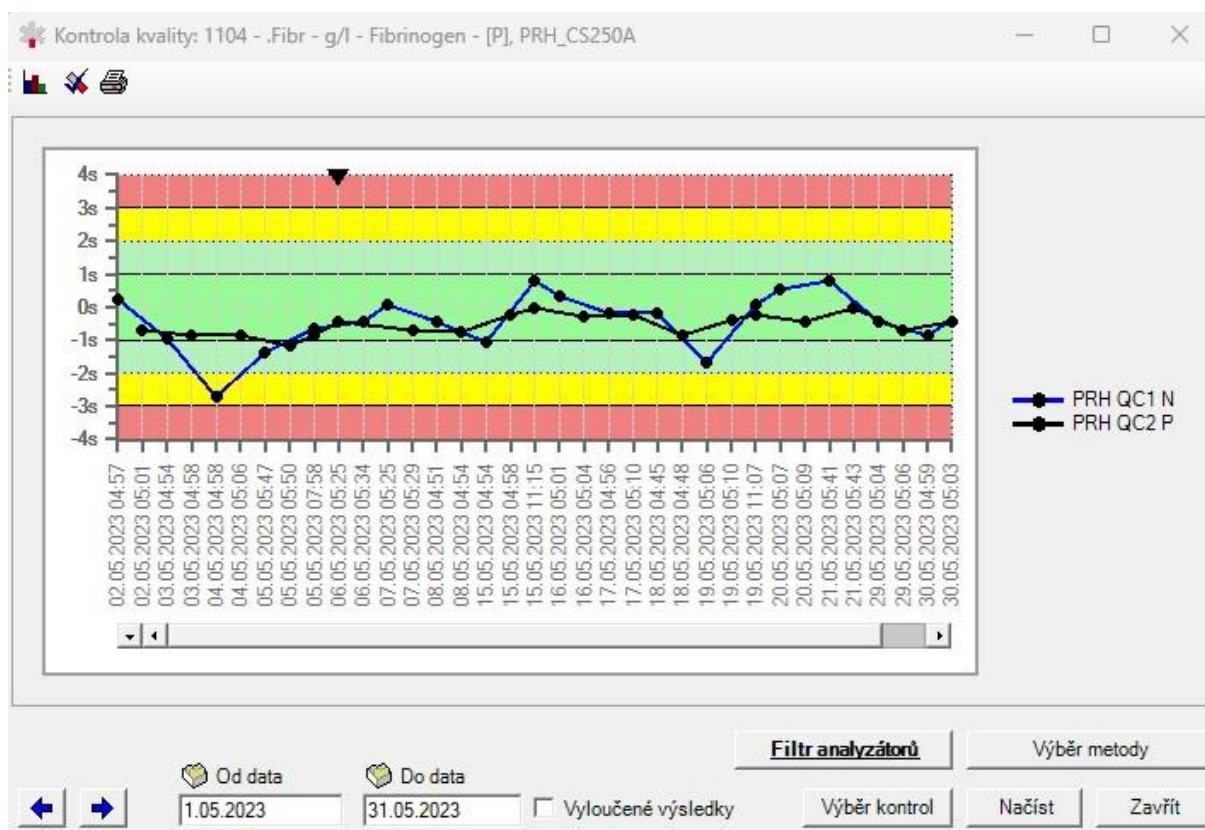 Kontrola kvality: 1104 - .Fibr - g/l - Fibrinogen - [P], PRH_CS250A
4s
3s
2s
1s
0s
-1s
-2s
-3s
-4s
02.05.2023 04:57
02.05.2023 05:01
03.05.2023 04:54
03.05.2023 04:58
04.05.2023 04:58
04.05.2023 05:06
05.05.2023 05:47
05.05.2023 05:50
05.05.2023 07:58
06.05.2023 05:25
06.05.2023 05:34
07.05.2023 05:25
07.05.2023 05:29
08.05.2023 04:51
08.05.2023 04:54
15.05.2023 04:54
15.05.2023 04:58
15.05.2023 11:15
16.05.2023 05:01
16.05.2023 05:04
17.05.2023 04:56
17.05.2023 05:10
18.05.2023 04:45
18.05.2023 04:48
19.05.2023 05:06
19.05.2023 05:10
19.05.2023 11:07
20.05.2023 05:07
20.05.2023 05:09
21.05.2023 05:41
21.05.2023 05:43
29.05.2023 05:04
29.05.2023 05:06
30.05.2023 04:59
30.05.2023 05:03
PRH QC1 N
PRH QC2 P
Filtr analyzátorů
Výběr metody
Od data
Do data
1.05.2023
31.05.2023
Vyloučené výsledky
Výběr kontrol
Načíst
Zavřít